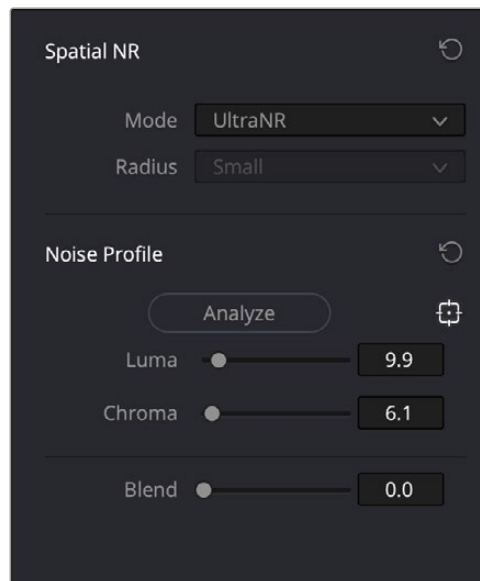 Spatial NR
Mode UltraNR
Radius Small
Noise Profile
Analyze
Luma 9.9
Chroma 6.1
Blend 0.0